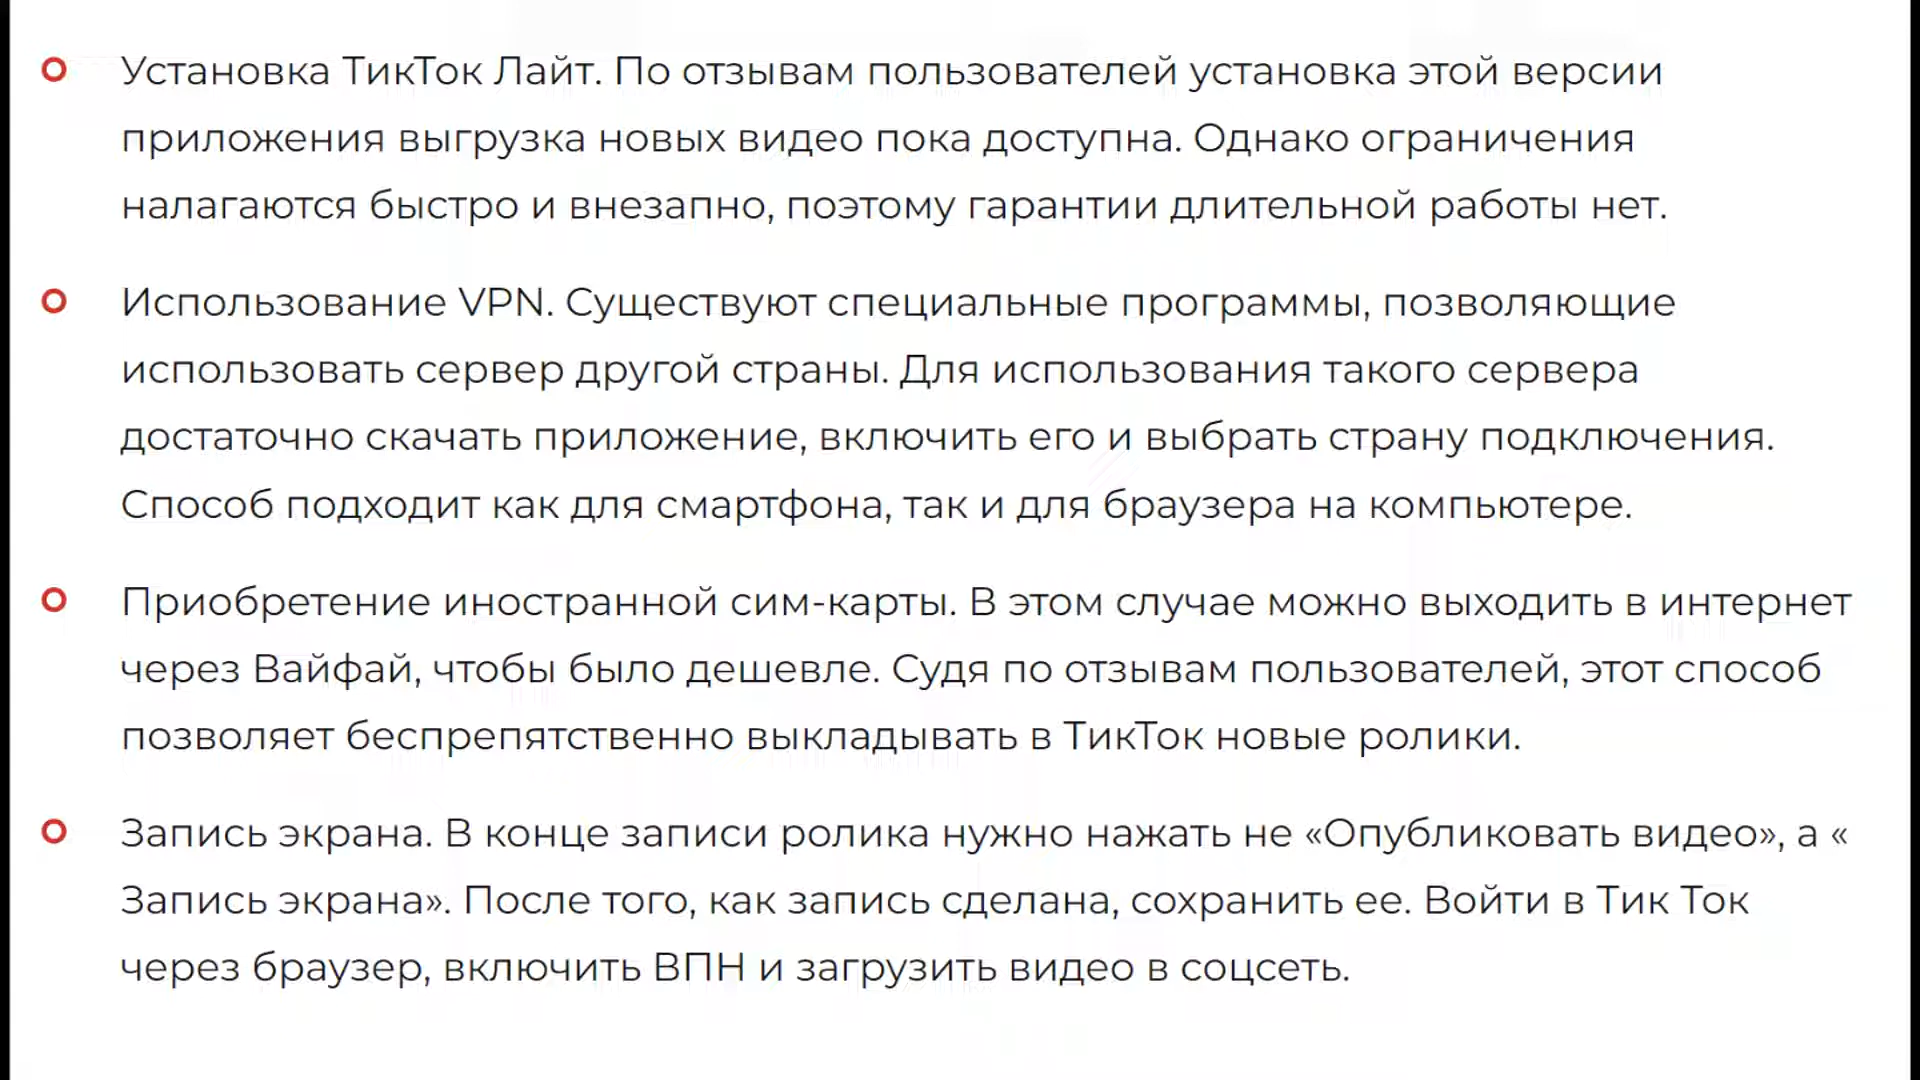 Установка ТикТок Лайт. По отзывам пользователей установка этой версии
приложения выгрузка новых видео пока доступна. Однако ограничения
налагаются быстро и внезапно, поэтому гарантии длительной работы нет.
Использование VPN. Существуют специальные программы, позволяющие
использовать сервер другой страны. Для использования такого сервера
достаточно скачать приложение, включить его и выбрать страну подключения.
Способ подходит как для смартфона, так и для браузера на компьютере.
Приобретение иностранной сим-карты. В этом случае можно выходить в интернет
через Вайфай, чтобы было дешевле. Судя по отзывам пользователей, этот способ
позволяет беспрепятственно выкладывать в ТикТок новые ролики.
Запись экрана. В конце записи ролика нужно нажать не «Опубликовать видео», а «
Запись экрана». После того, как запись сделана, сохранить ее. Войти в Тик Ток
через браузер, включить ВПН и загрузить видео в соцсеть.